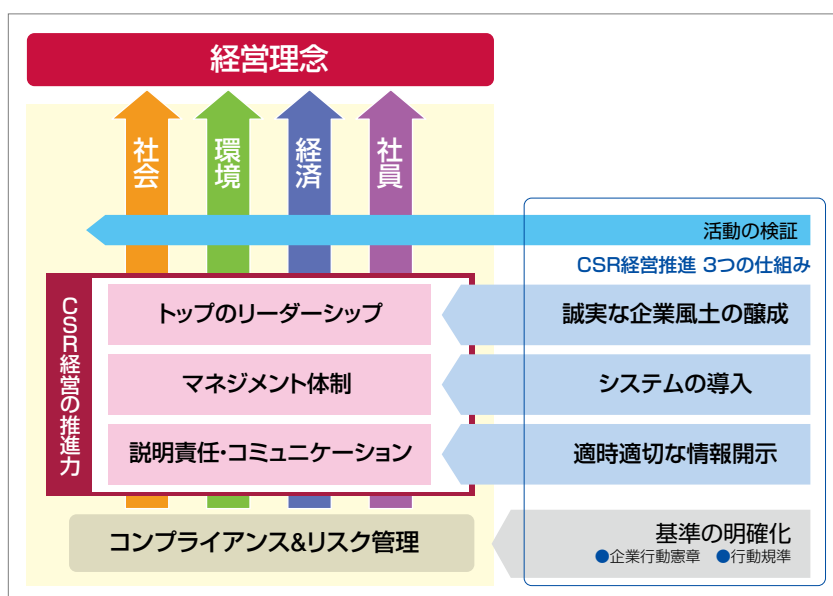 経営理念
社会
環境
経済
社員
活動の検証
CSR経営推進 3つの仕組み
CSR経営の推進力
トップのリーダーシップ
誠実な企業風土の醸成
マネジメント体制
システムの導入
説明責任・コミュニケーション
適時適切な情報開示
コンプライアンス&リスク管理
基準の明確化
●企業行動憲章 ●行動規準